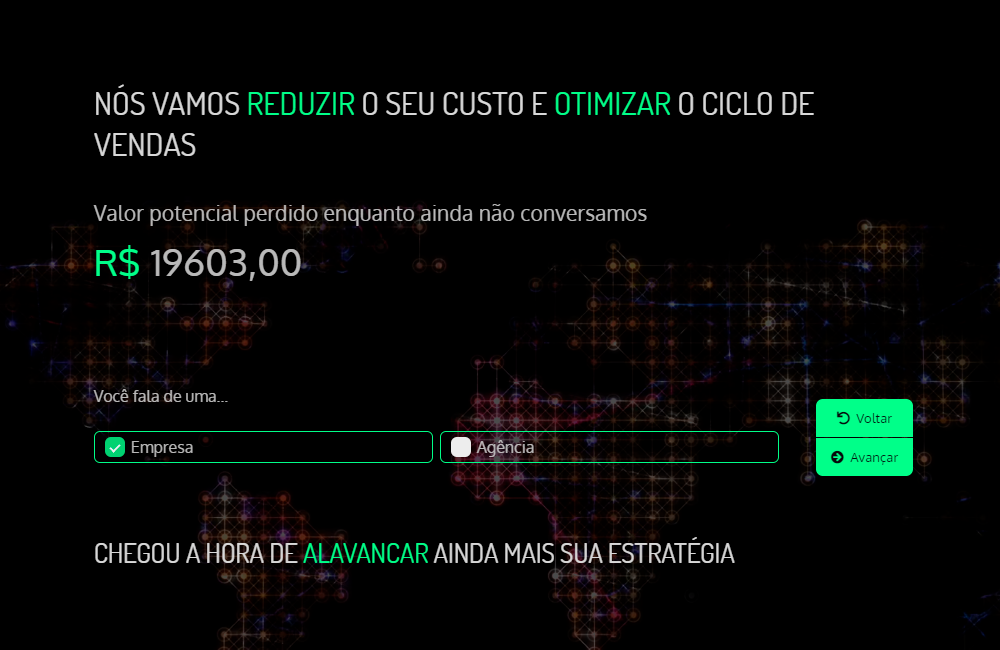 NÓS VAMOS REDUZIR O SEU CUSTO E OTIMIZAR O CICLO DE
VENDAS
Valor potencial perdido enquanto ainda não conversamos
R$ 19603,00
Você fala de uma...
Empresa
Agência
Voltar
Avançar
CHEGOU A HORA DE ALAVANCAR AINDA MAIS SUA ESTRATÉGIA